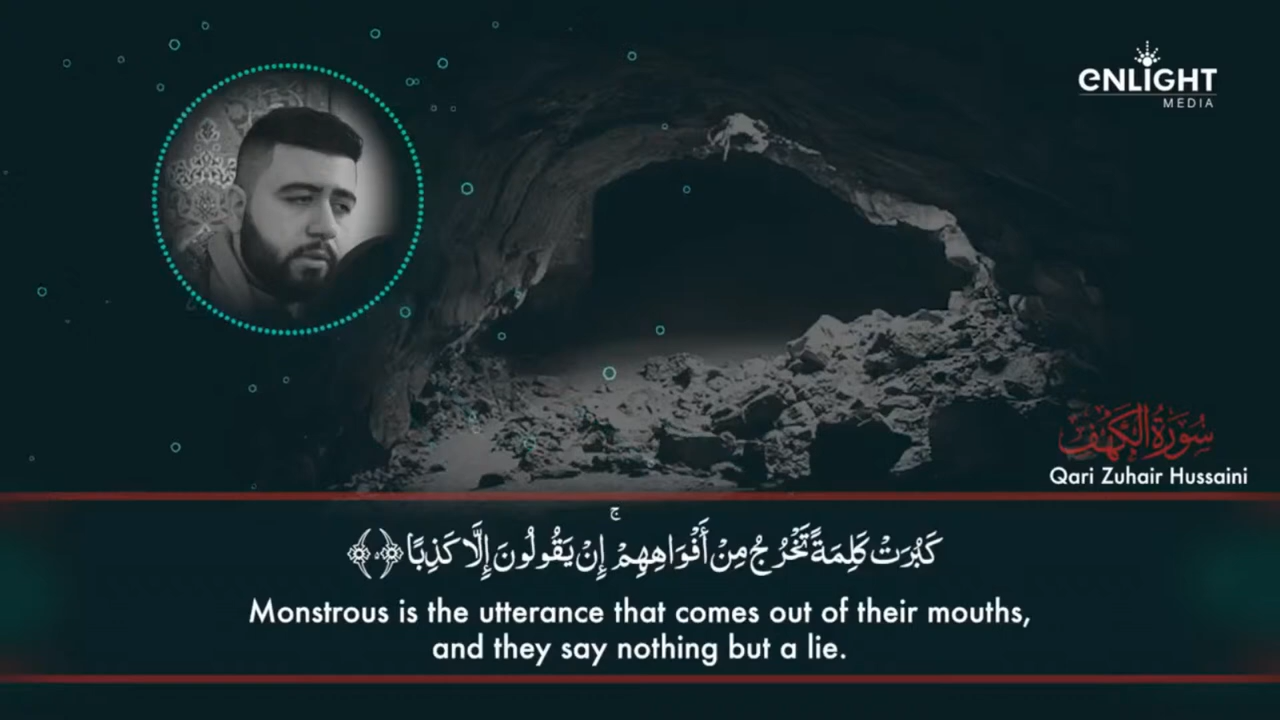 enLIGHT
MEDIA
سُورَةُ الكَهْف
Qari Zuhair Hussaini
كَبُرَتْ كَلِمَةً تَخْرُجُ مِنْ أَفْوَاهِهِمْ ۚ إِنْ يَقُولُونَ إِلَّا كَذِبًا ﴿٥﴾
Monstrous is the utterance that comes out of their mouths,
and they say nothing but a lie.